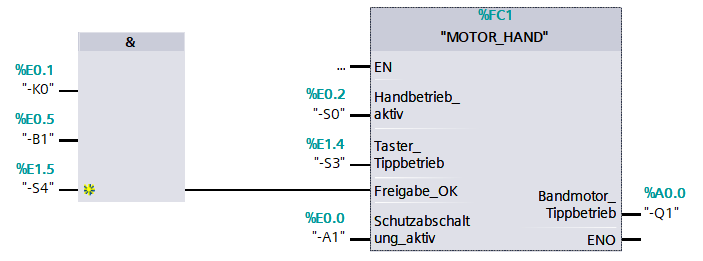 %FC1
"MOTOR_HAND"
&
%E0.1
"-K0"
%E0.5
"-B1"
%E1.5
"-S4"
... EN
%E0.2
"-S0"
Handbetrieb_
aktiv
%E1.4
"-S3"
Taster_
Tippbetrieb
Freigabe_OK
%E0.0
"-A1"
Schutzabschalt
ung_aktiv
Bandmotor_
Tippbetrieb
%A0.0
"-Q1"
ENO